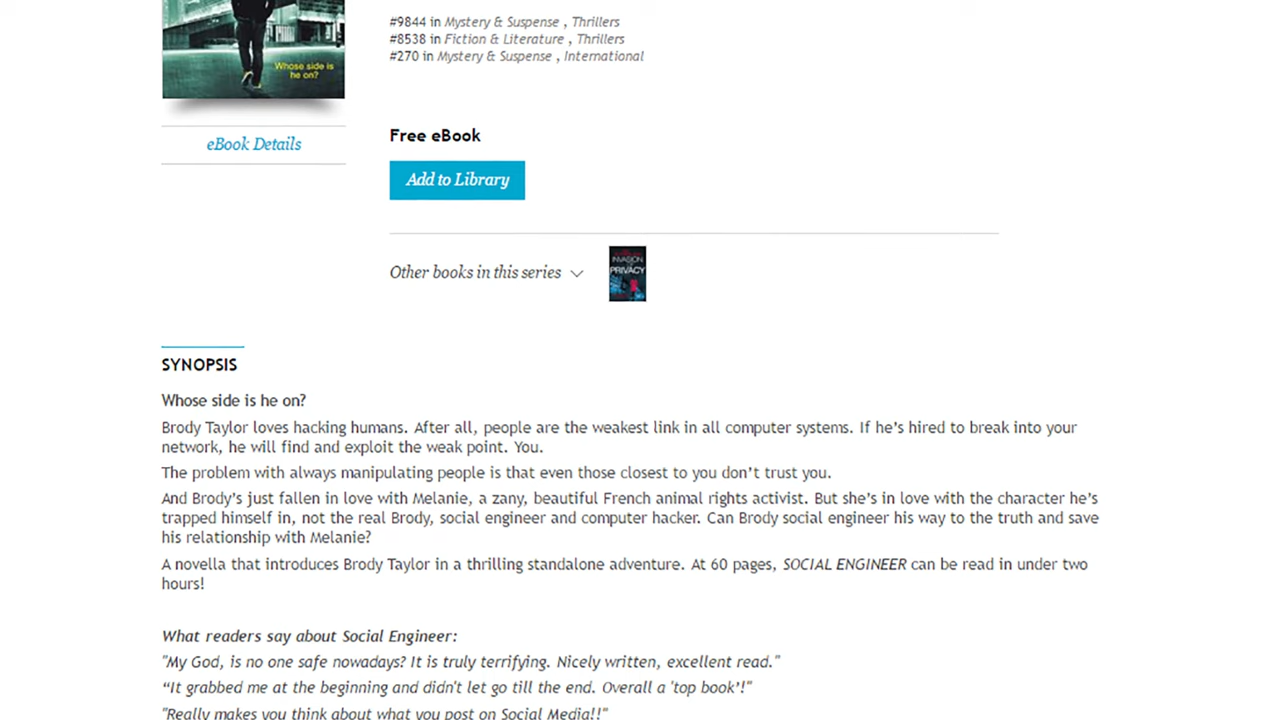 Whose side is
he on?
eBook Details
#9844 in Mystery & Suspense , Thrillers
#8538 in Fiction & Literature , Thrillers
#270 in Mystery & Suspense , International
Free eBook
Add to Library
Other books in this series
INVASION
PRIVACY
SYNOPSIS
Whose side is he on?
Brody Taylor loves hacking humans. After all, people are the weakest link in all computer systems. If he’s hired to break into your
network, he will find and exploit the weak point. You.
The problem with always manipulating people is that even those closest to you don’t trust you.
And Brody’s just fallen in love with Melanie, a zany, beautiful French animal rights activist. But she’s in love with the character he’s
trapped himself in, not the real Brody, social engineer and computer hacker. Can Brody social engineer his way to the truth and save
his relationship with Melanie?
A novella that introduces Brody Taylor in a thrilling standalone adventure. At 60 pages, SOCIAL ENGINEER can be read in under two
hours!
What readers say about Social Engineer:
"My God, is no one safe nowadays? It is truly terrifying. Nicely written, excellent read."
“It grabbed me at the beginning and didn't let go till the end. Overall a 'top book’!"
"Really makes you think about what you post on Social Media!!"